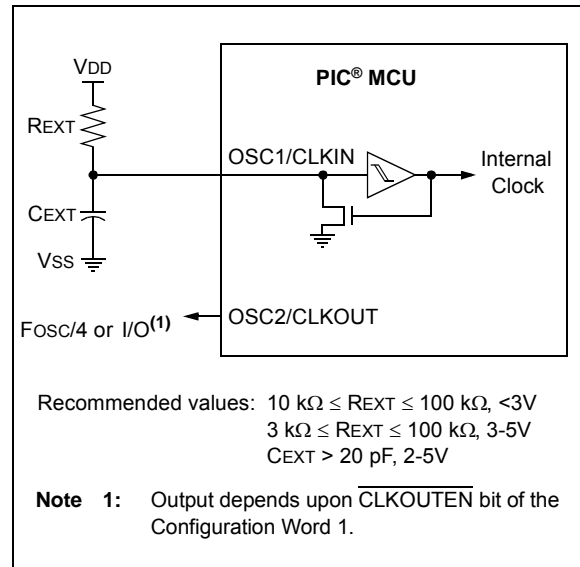 VDD
PIC® MCU
REXT
OSC1/CLKIN
Internal
Clock
CEXT
VSS
OSC2/CLKOUT
FOSC/4 or I/O(1)
Recommended values: 10 kΩ ≤ REXT ≤ 100 kΩ, <3V
3 kΩ ≤ REXT ≤ 100 kΩ, 3-5V
CEXT > 20 pF, 2-5V
Note 1: Output depends upon CLKOUTEN bit of the
Configuration Word 1.